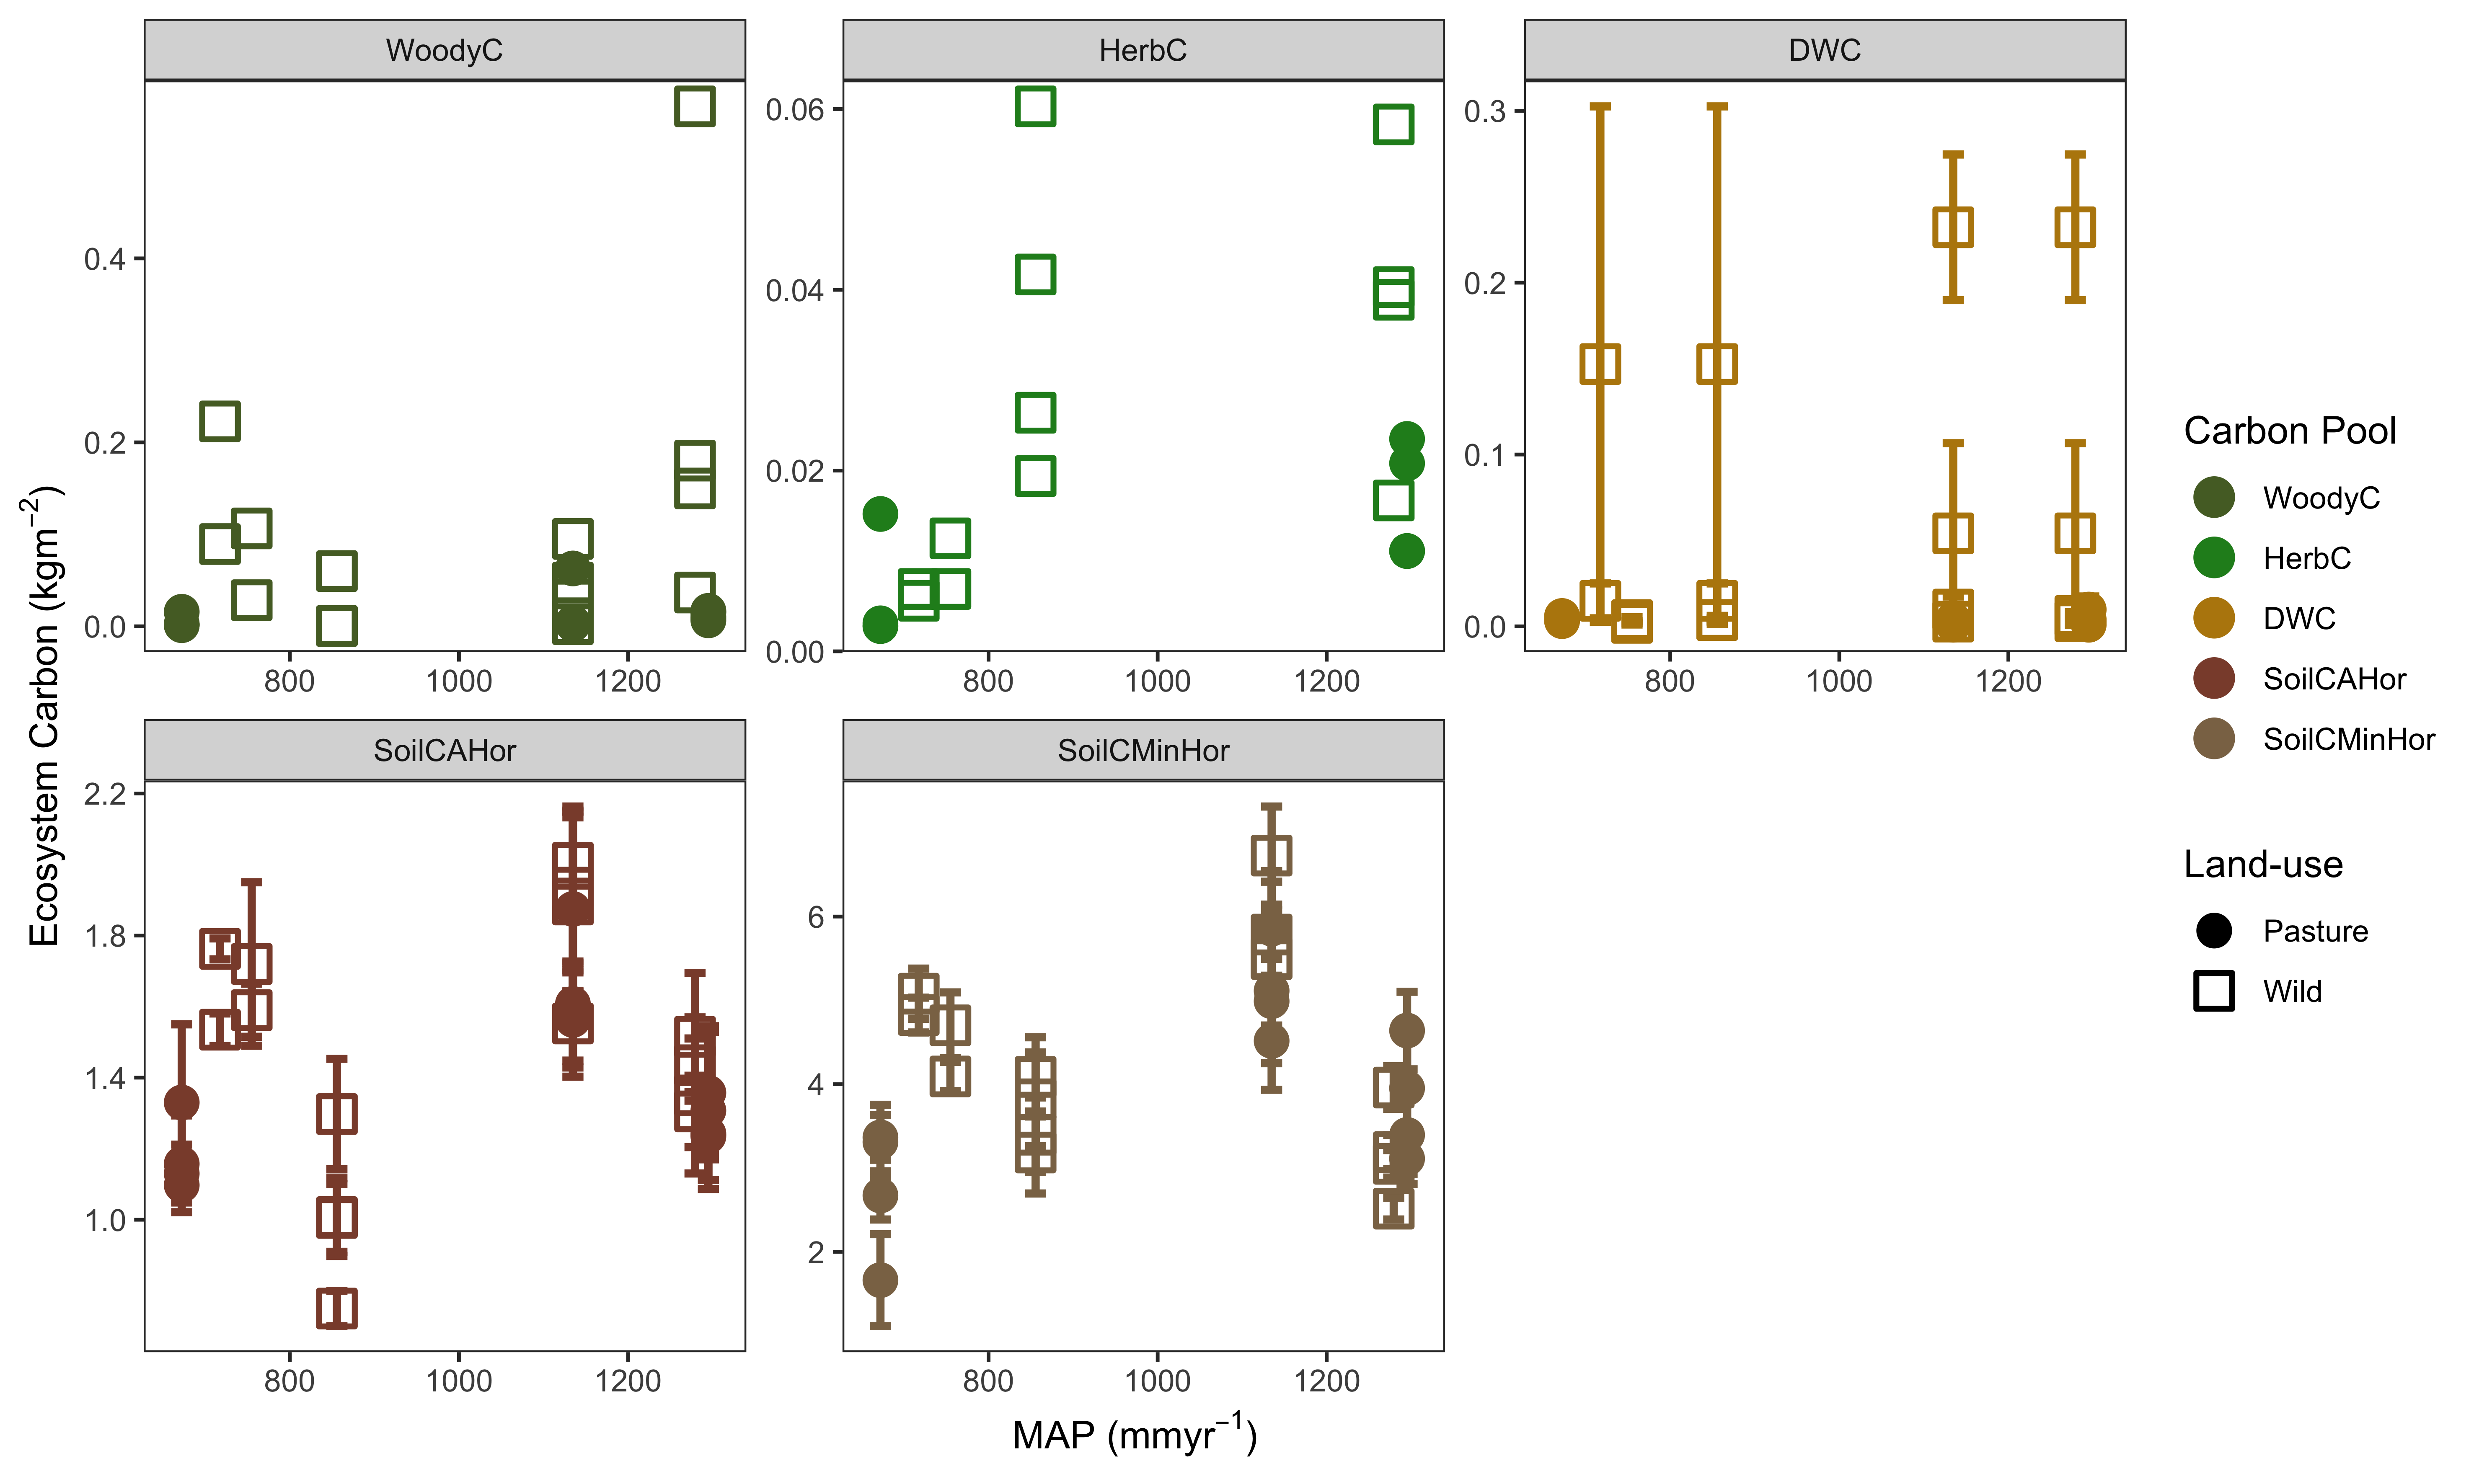 WoodyC
HerbC
DWC
0.4
0.2
0.0
800
1000
1200
0.06
0.04
0.02
0.00
800
1000
1200
0.3
0.2
0.1
0.0
800
1000
1200
SoilCAHor
SoilCMinHor
2.2
1.8
1.4
1.0
800
1000
1200
6
4
2
800
1000
1200
Ecosystem Carbon (kgm⁻²)
MAP (mmyr⁻¹)
Carbon Pool
WoodyC
HerbC
DWC
SoilCAHor
SoilCMinHor
Land-use
Pasture
Wild